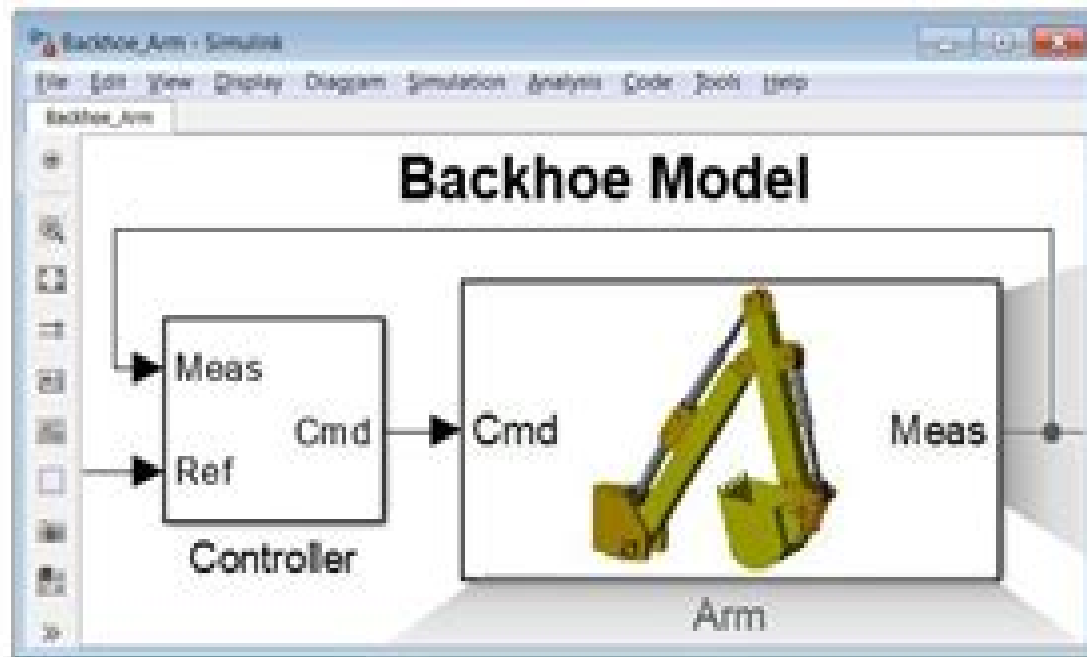 Backhoe_Arm - Simulink
File Edit View Display Diagram Simulation Analysis Code Tools Help
Backhoe_Arm
Backhoe Model
Meas
Ref
Cmd
Controller
Cmd
Meas
Arm